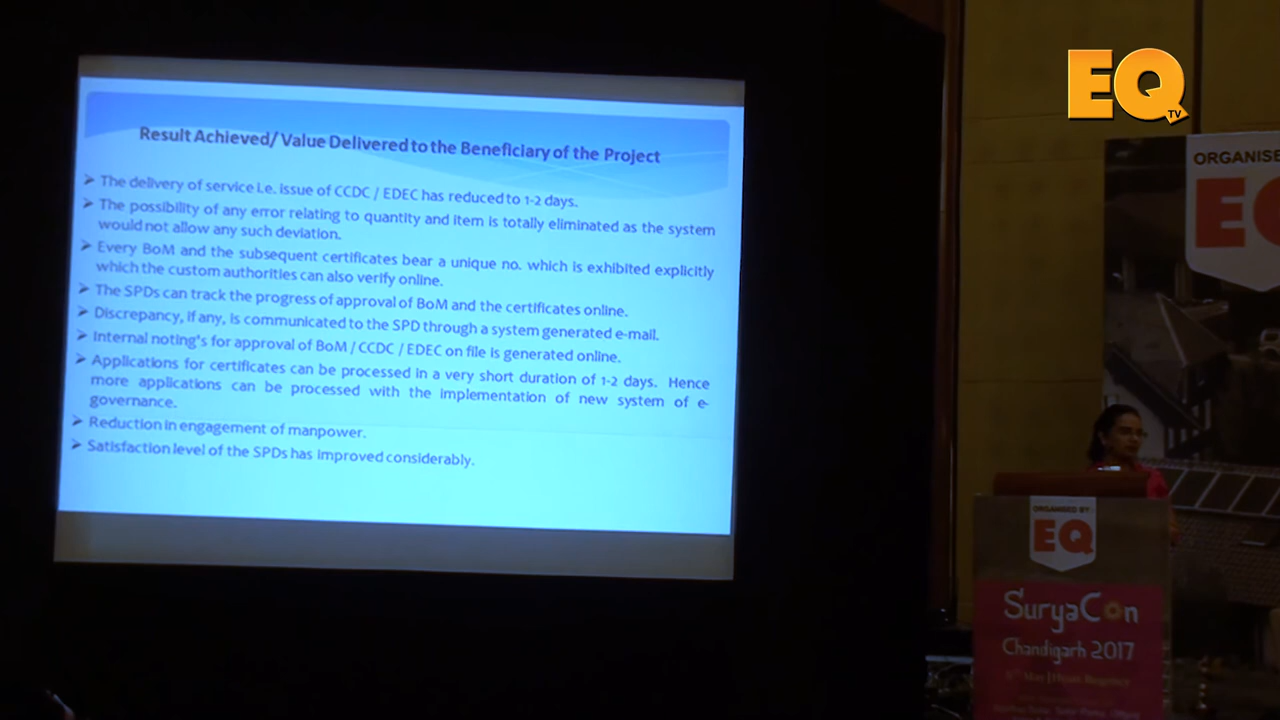 EQ
TV
Result Achieved/ Value Delivered to the Beneficiary of the Project
➤ The delivery of service i.e. issue of CCDC / EDEC has reduced to 1-2 days.
➤ The possibility of any error relating to quantity and item is totally eliminated as the system
would not allow any such deviation.
➤ Every BoM and the subsequent certificates bear a unique no. which is exhibited explicitly
which the custom authorities can also verify online.
➤ The SPDs can track the progress of approval of BoM and the certificates online.
➤ Discrepancy, if any, is communicated to the SPD through a system generated e-mail.
➤ Internal noting's for approval of BoM / CCDC / EDEC on file is generated online.
➤ Applications for certificates can be processed in a very short duration of 1-2 days. Hence
more applications can be processed with the implementation of new system of e-
governance.
➤ Reduction in engagement of manpower.
➤ Satisfaction level of the SPDs has improved considerably.
ORGANISE
EQ
ORGANISED BY
EQ
SuryaCon
Chandigarh 2017
May | Hyatt Regency